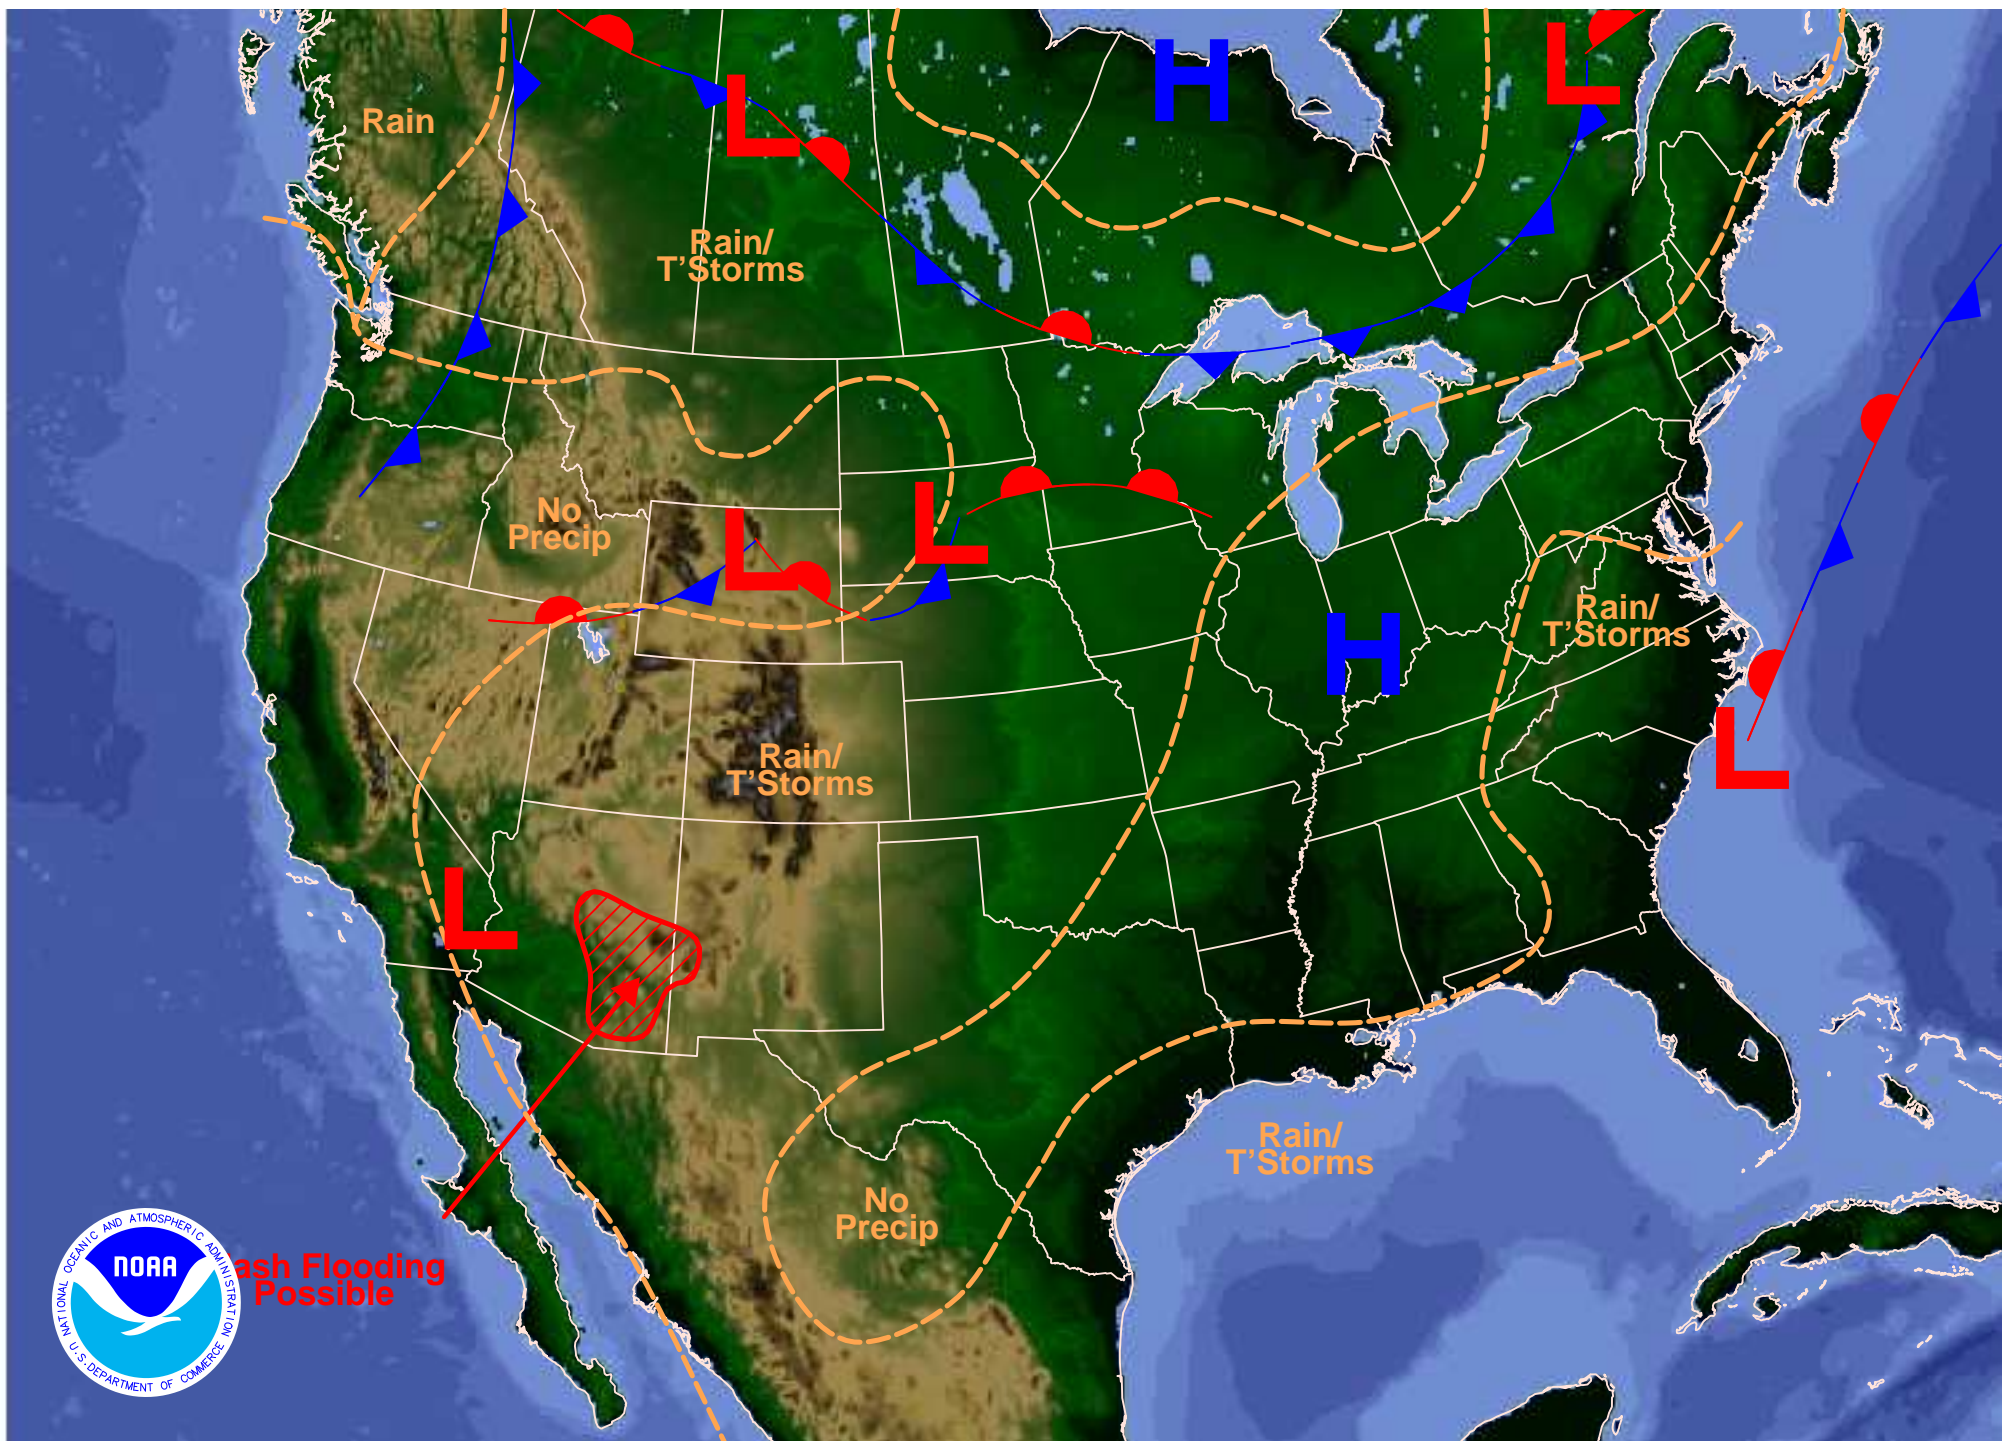 H
L
L
Rain
Rain/
T'Storms
L
L
No
Precip
H
Rain/
T'Storms
L
Rain/
T'Storms
L
Rain/
T'Storms
No
Precip
ash Flooding
Possible
NOAA
NATIONAL OCEANIC AND ATMOSPHERIC ADMINISTRATION
U.S. DEPARTMENT OF COMMERCE